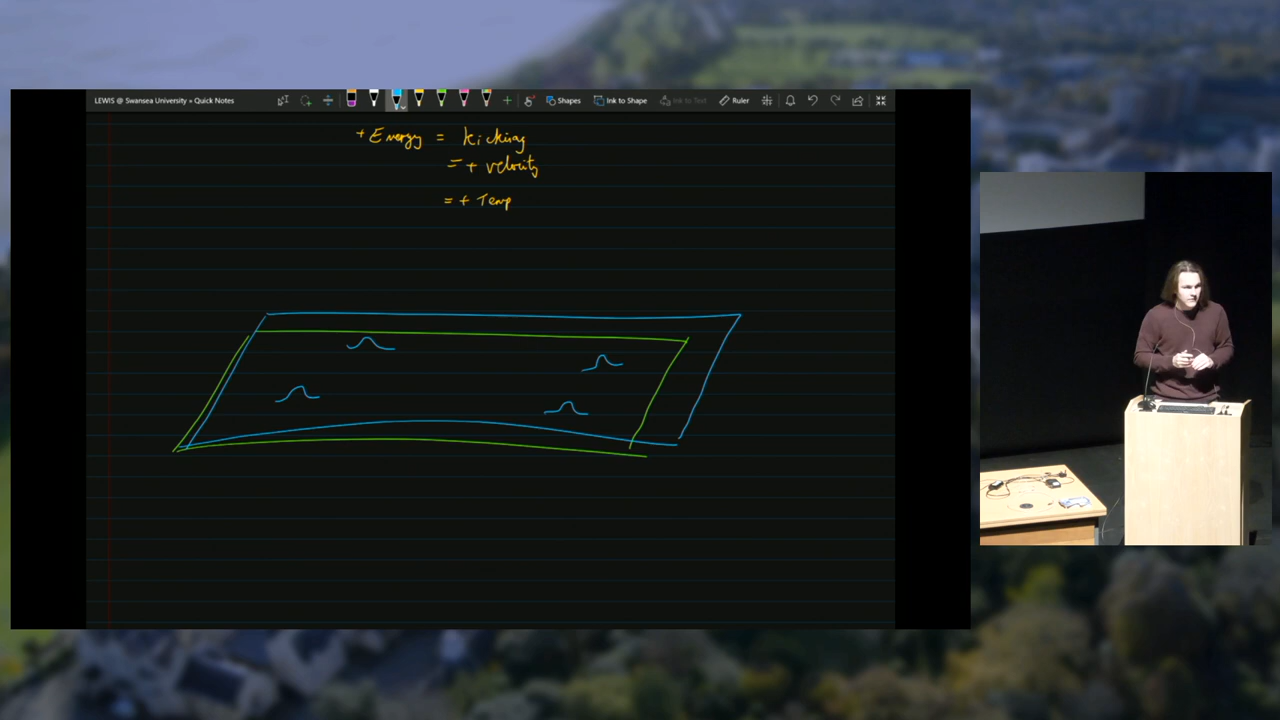 LEWIS @ Swansea University » Quick Notes
Shapes
Ink to Shape
Ink to Text
Ruler
+ Energy = kicking
= + velocity
= + Temp